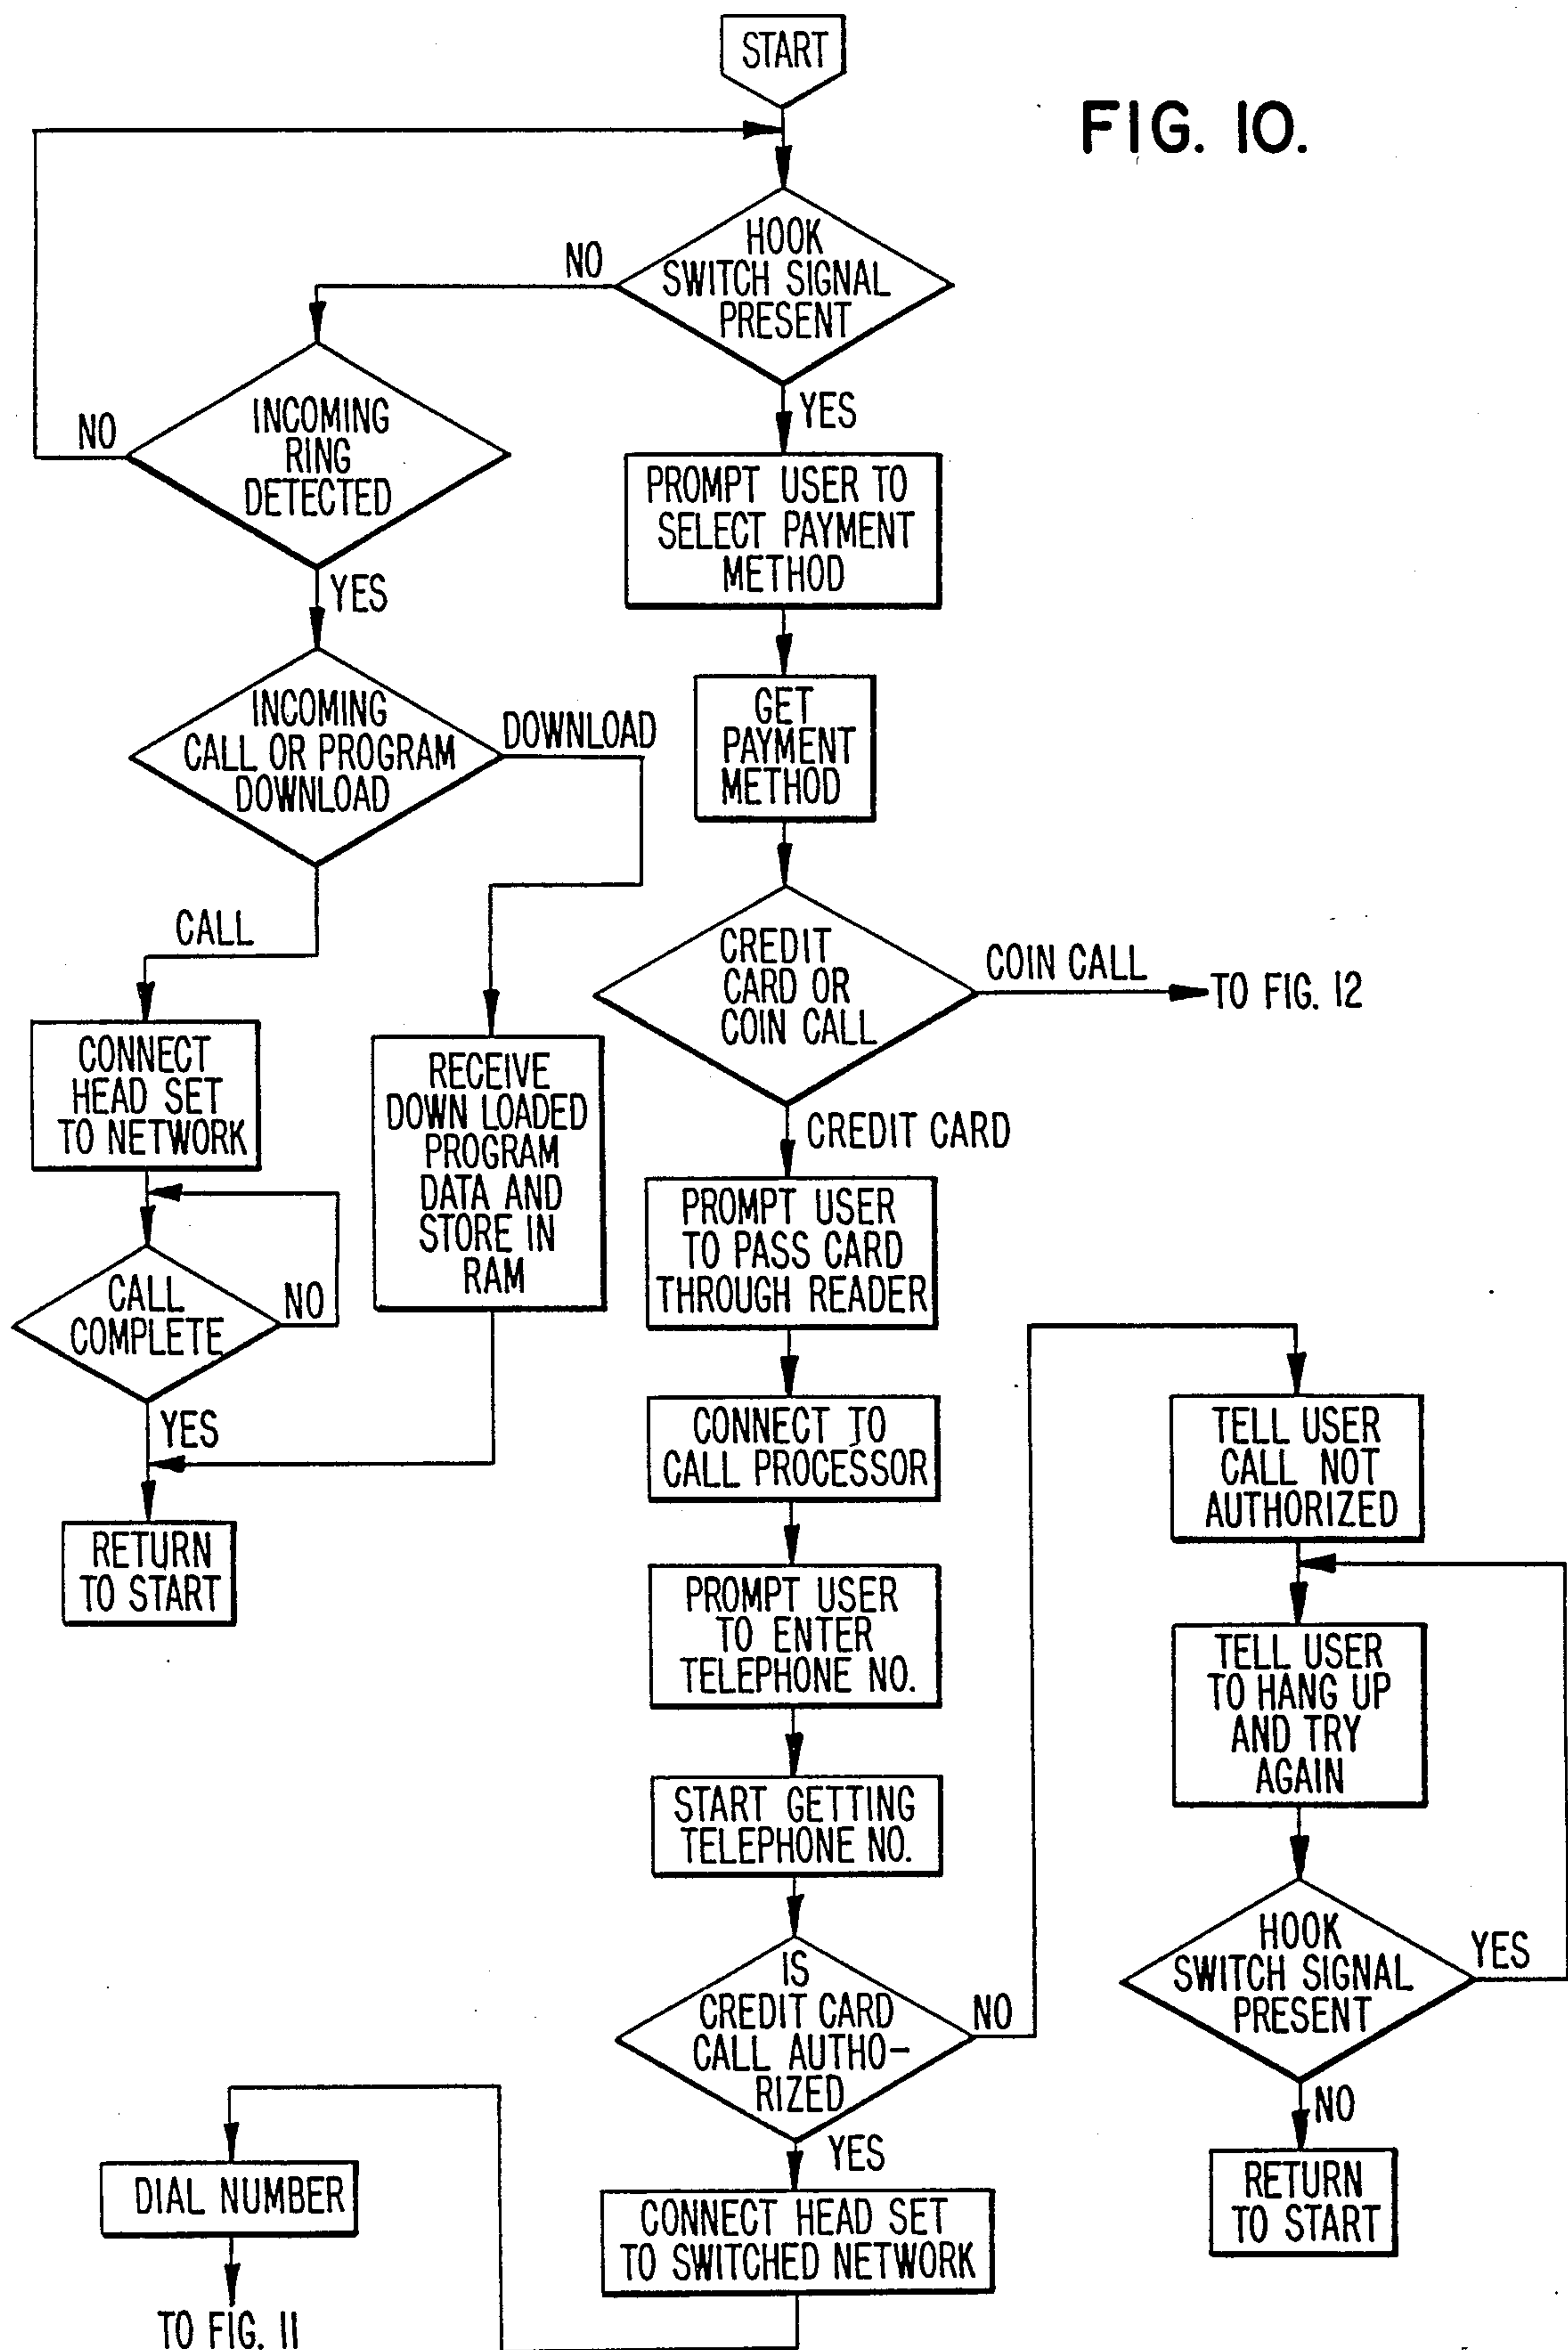 START
FIG. 10.
HOOK
SWITCH SIGNAL
PRESENT
NO
YES
INCOMING
RING
DETECTED
NO
YES
PROMPT USER TO
SELECT PAYMENT
METHOD
INCOMING
CALL OR PROGRAM
DOWNLOAD
DOWNLOAD
CALL
GET
PAYMENT
METHOD
CREDIT
CARD OR
COIN CALL
COIN CALL
TO FIG. 12
CREDIT CARD
CONNECT
HEAD SET
TO NETWORK
RECEIVE
DOWN LOADED
PROGRAM
DATA AND
STORE IN
RAM
CALL
COMPLETE
NO
YES
RETURN
TO START
PROMPT USER
TO PASS CARD
THROUGH READER
CONNECT TO
CALL PROCESSOR
PROMPT USER
TO ENTER
TELEPHONE NO.
START GETTING
TELEPHONE NO.
IS
CREDIT CARD
CALL AUTHO-
RIZED
NO
YES
TELL USER
CALL NOT
AUTHORIZED
TELL USER
TO HANG UP
AND TRY
AGAIN
HOOK
SWITCH SIGNAL
PRESENT
YES
NO
RETURN
TO START
CONNECT HEAD SET
TO SWITCHED NETWORK
DIAL NUMBER
TO FIG. 11